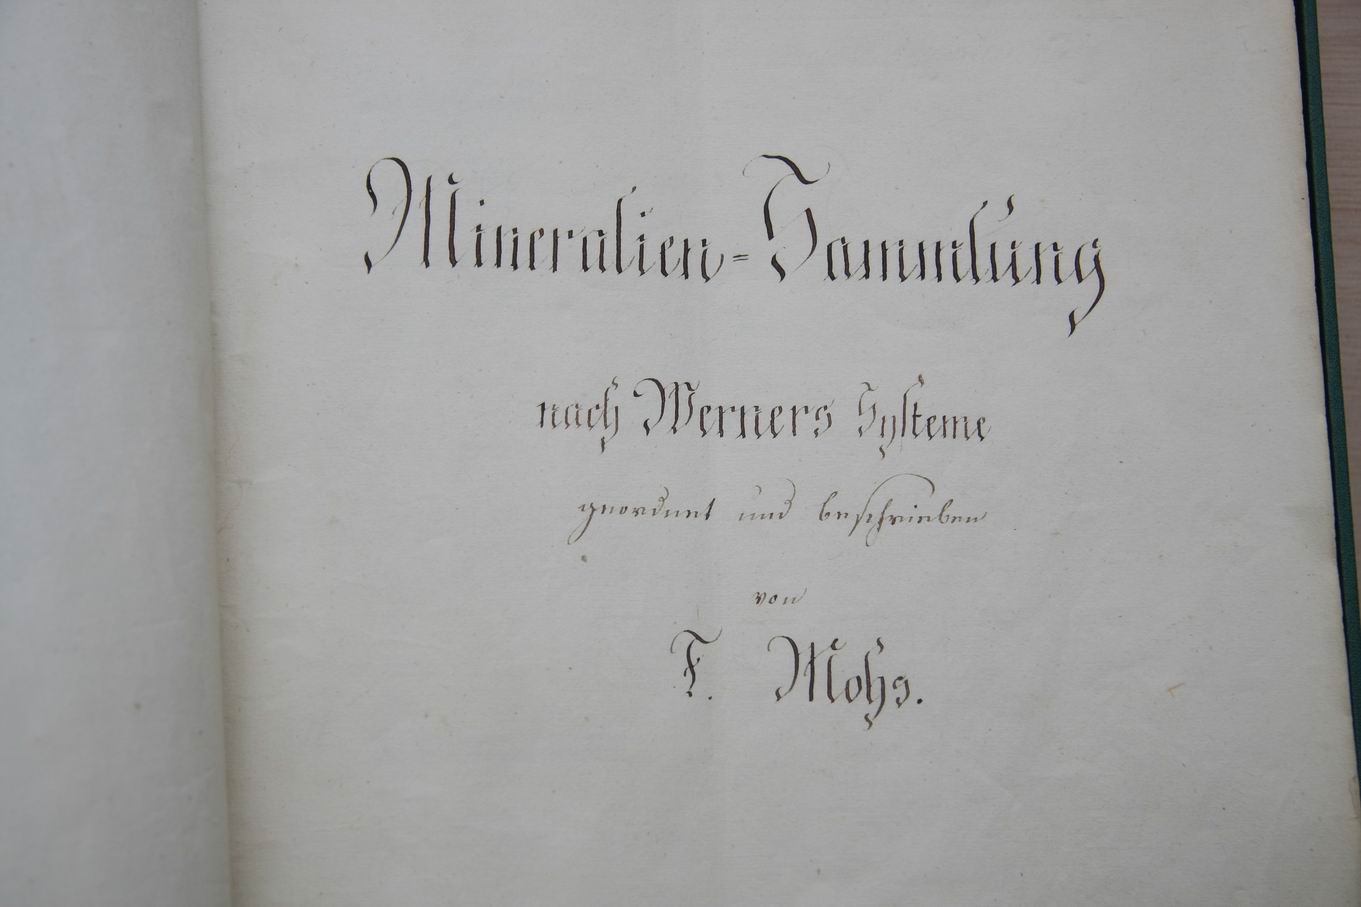 Mineralien=Sammlung
nach Werners Systeme
geordnet und beschrieben
von
F. Mohs.